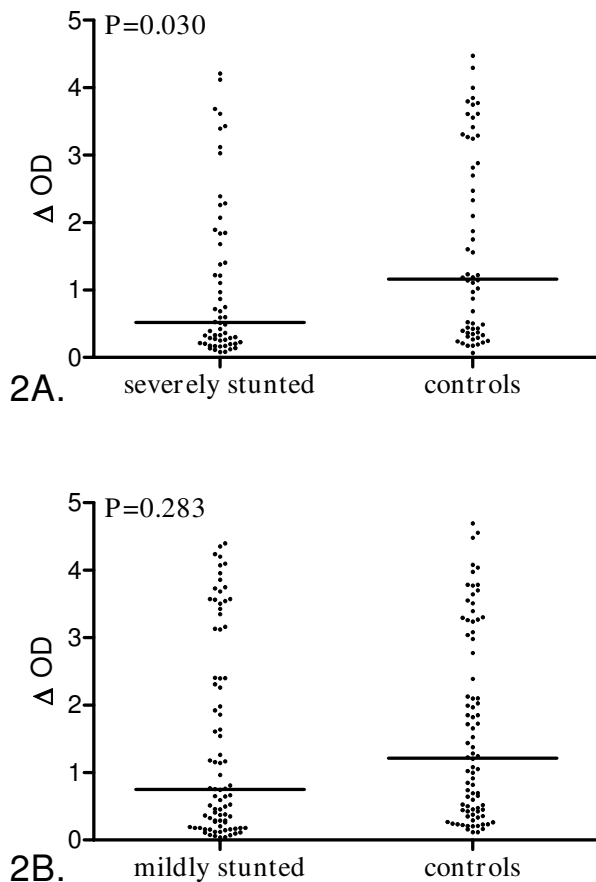 5
P=0.030
4
3
Δ OD
2
1
0
2A.
severely stunted controls
5
P=0.283
4
3
Δ OD
2
1
0
2B.
mildly stunted controls